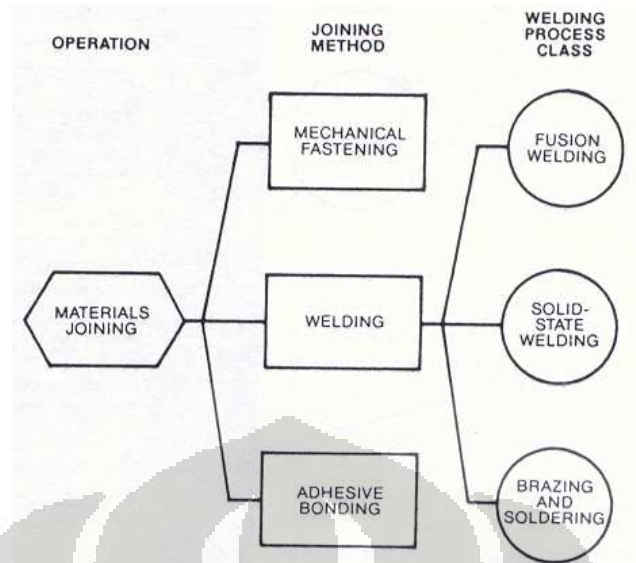 OPERATION
JOINING
METHOD
WELDING
PROCESS
CLASS
MECHANICAL
FASTENING
FUSION
WELDING
MATERIALS
JOINING
WELDING
SOLID-
STATE
WELDING
ADHESIVE
BONDING
BRAZING
AND
SOLDERING